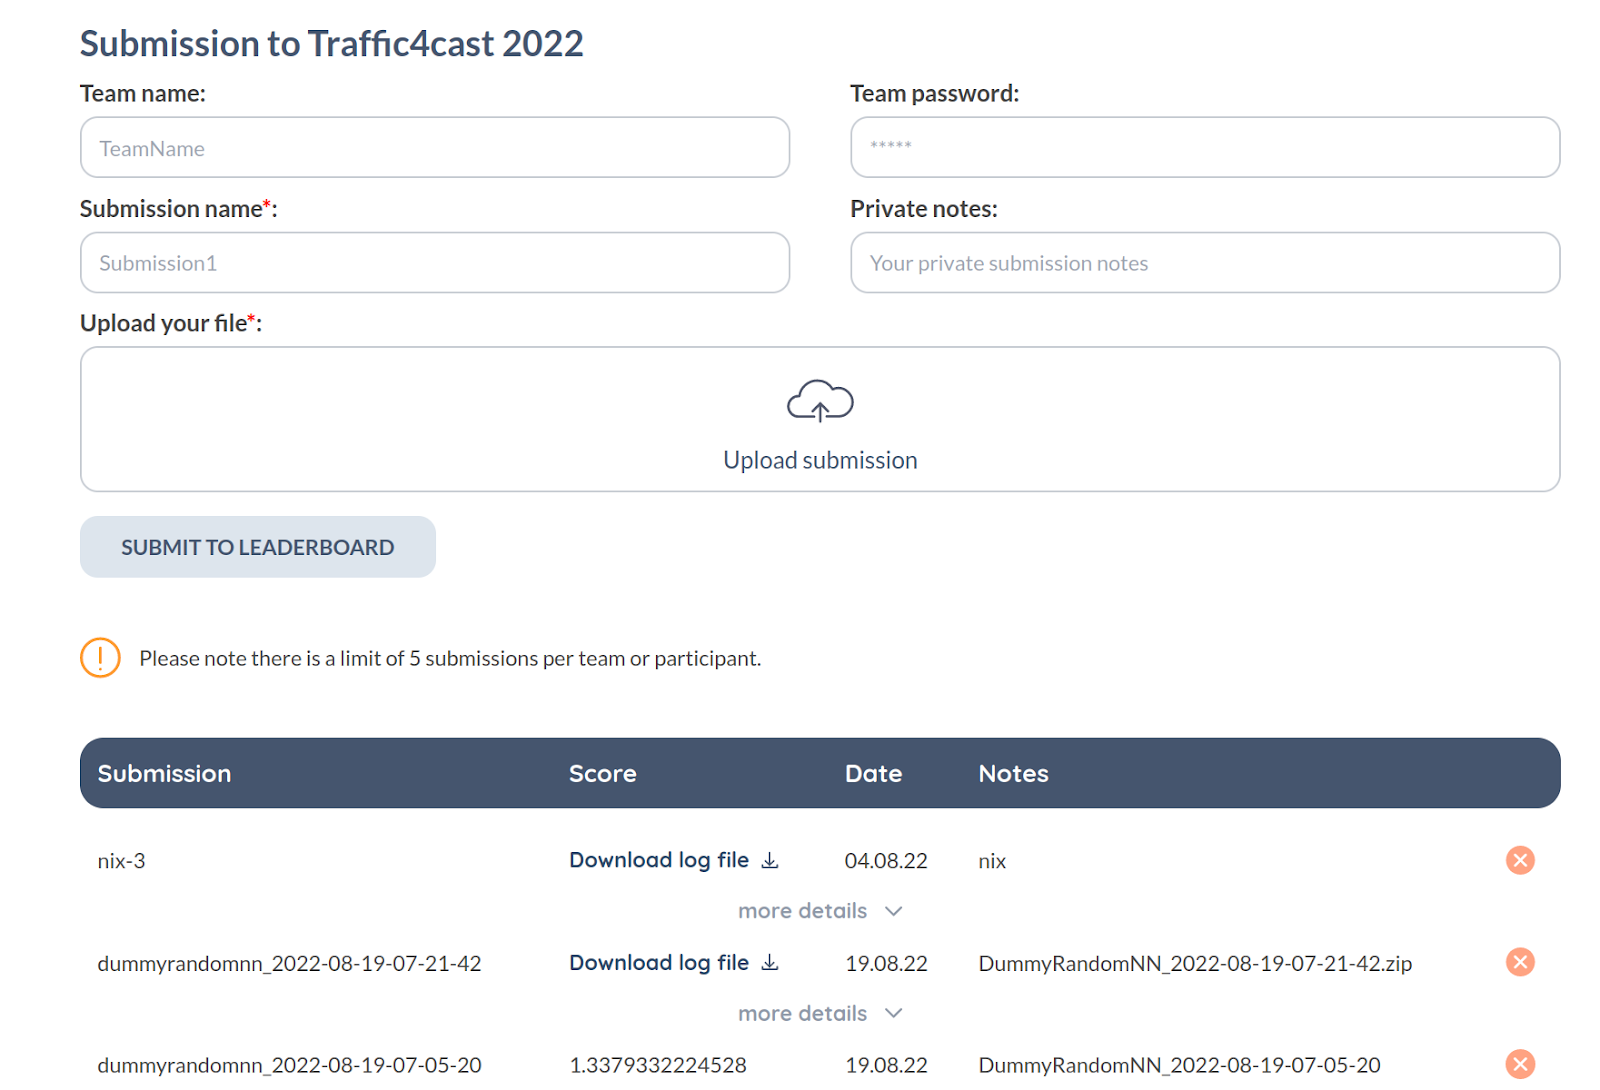 Submission to Traffic4cast 2022
Team name: Team password:
TeamName *****
Submission name*: Private notes:
Submission1 Your private submission notes
Upload your file*:
Upload submission
SUBMIT TO LEADERBOARD
Please note there is a limit of 5 submissions per team or participant.
Submission Score Date Notes
nix-3 Download log file 04.08.22 nix
more details
dummyrandomnn_2022-08-19-07-21-42 Download log file 19.08.22 DummyRandomNN_2022-08-19-07-21-42.zip
more details
dummyrandomnn_2022-08-19-07-05-20 1.3379332224528 19.08.22 DummyRandomNN_2022-08-19-07-05-20